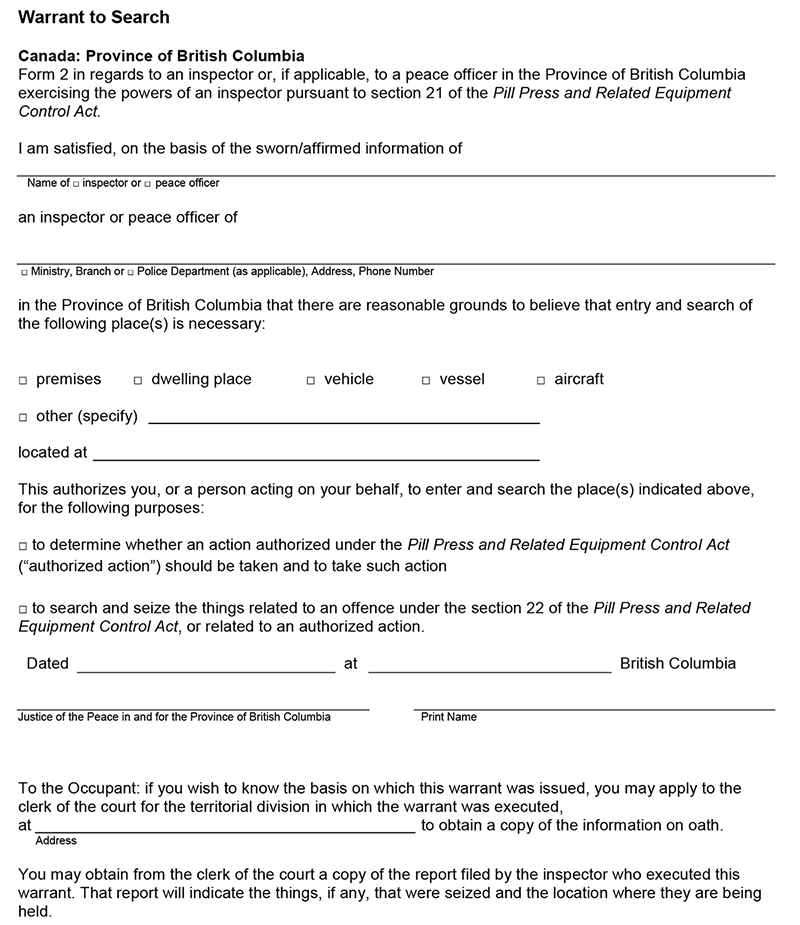 Warrant to Search
Canada: Province of British Columbia
Form 2 in regards to an inspector or, if applicable, to a peace officer in the Province of British Columbia
exercising the powers of an inspector pursuant to section 21 of the Pill Press and Related Equipment
Control Act.
I am satisfied, on the basis of the sworn/affirmed information of
Name of □ inspector or □ peace officer
an inspector or peace officer of
□ Ministry, Branch or □ Police Department (as applicable), Address, Phone Number
in the Province of British Columbia that there are reasonable grounds to believe that entry and search of
the following place(s) is necessary:
□ premises □ dwelling place □ vehicle □ vessel □ aircraft
□ other (specify)
located at
This authorizes you, or a person acting on your behalf, to enter and search the place(s) indicated above,
for the following purposes:
□ to determine whether an action authorized under the Pill Press and Related Equipment Control Act
(“authorized action”) should be taken and to take such action
□ to search and seize the things related to an offence under the section 22 of the Pill Press and Related
Equipment Control Act, or related to an authorized action.
Dated at British Columbia
Justice of the Peace in and for the Province of British Columbia Print Name
To the Occupant: if you wish to know the basis on which this warrant was issued, you may apply to the
clerk of the court for the territorial division in which the warrant was executed,
at to obtain a copy of the information on oath.
Address
You may obtain from the clerk of the court a copy of the report filed by the inspector who executed this
warrant. That report will indicate the things, if any, that were seized and the location where they are being
held.